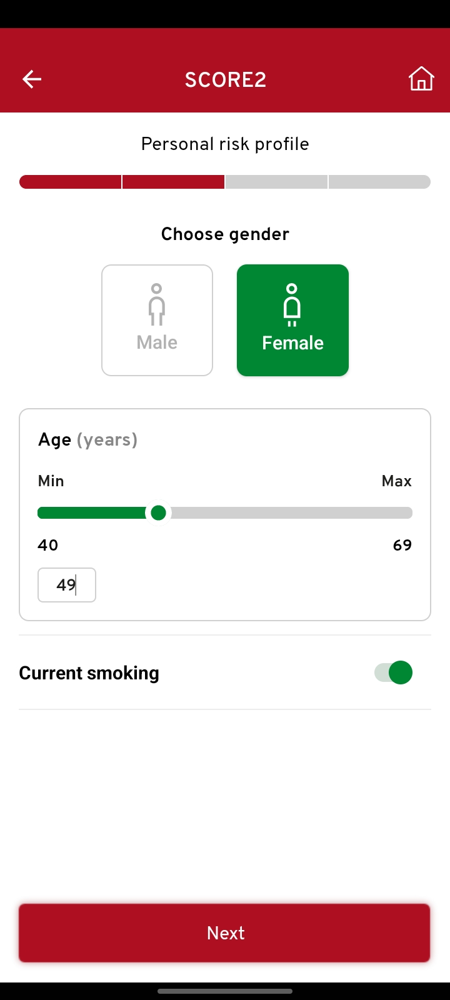 SCORE2
Personal risk profile
Choose gender
Male
Female
Age (years)
Min Max
40 69
49
Current smoking
Next